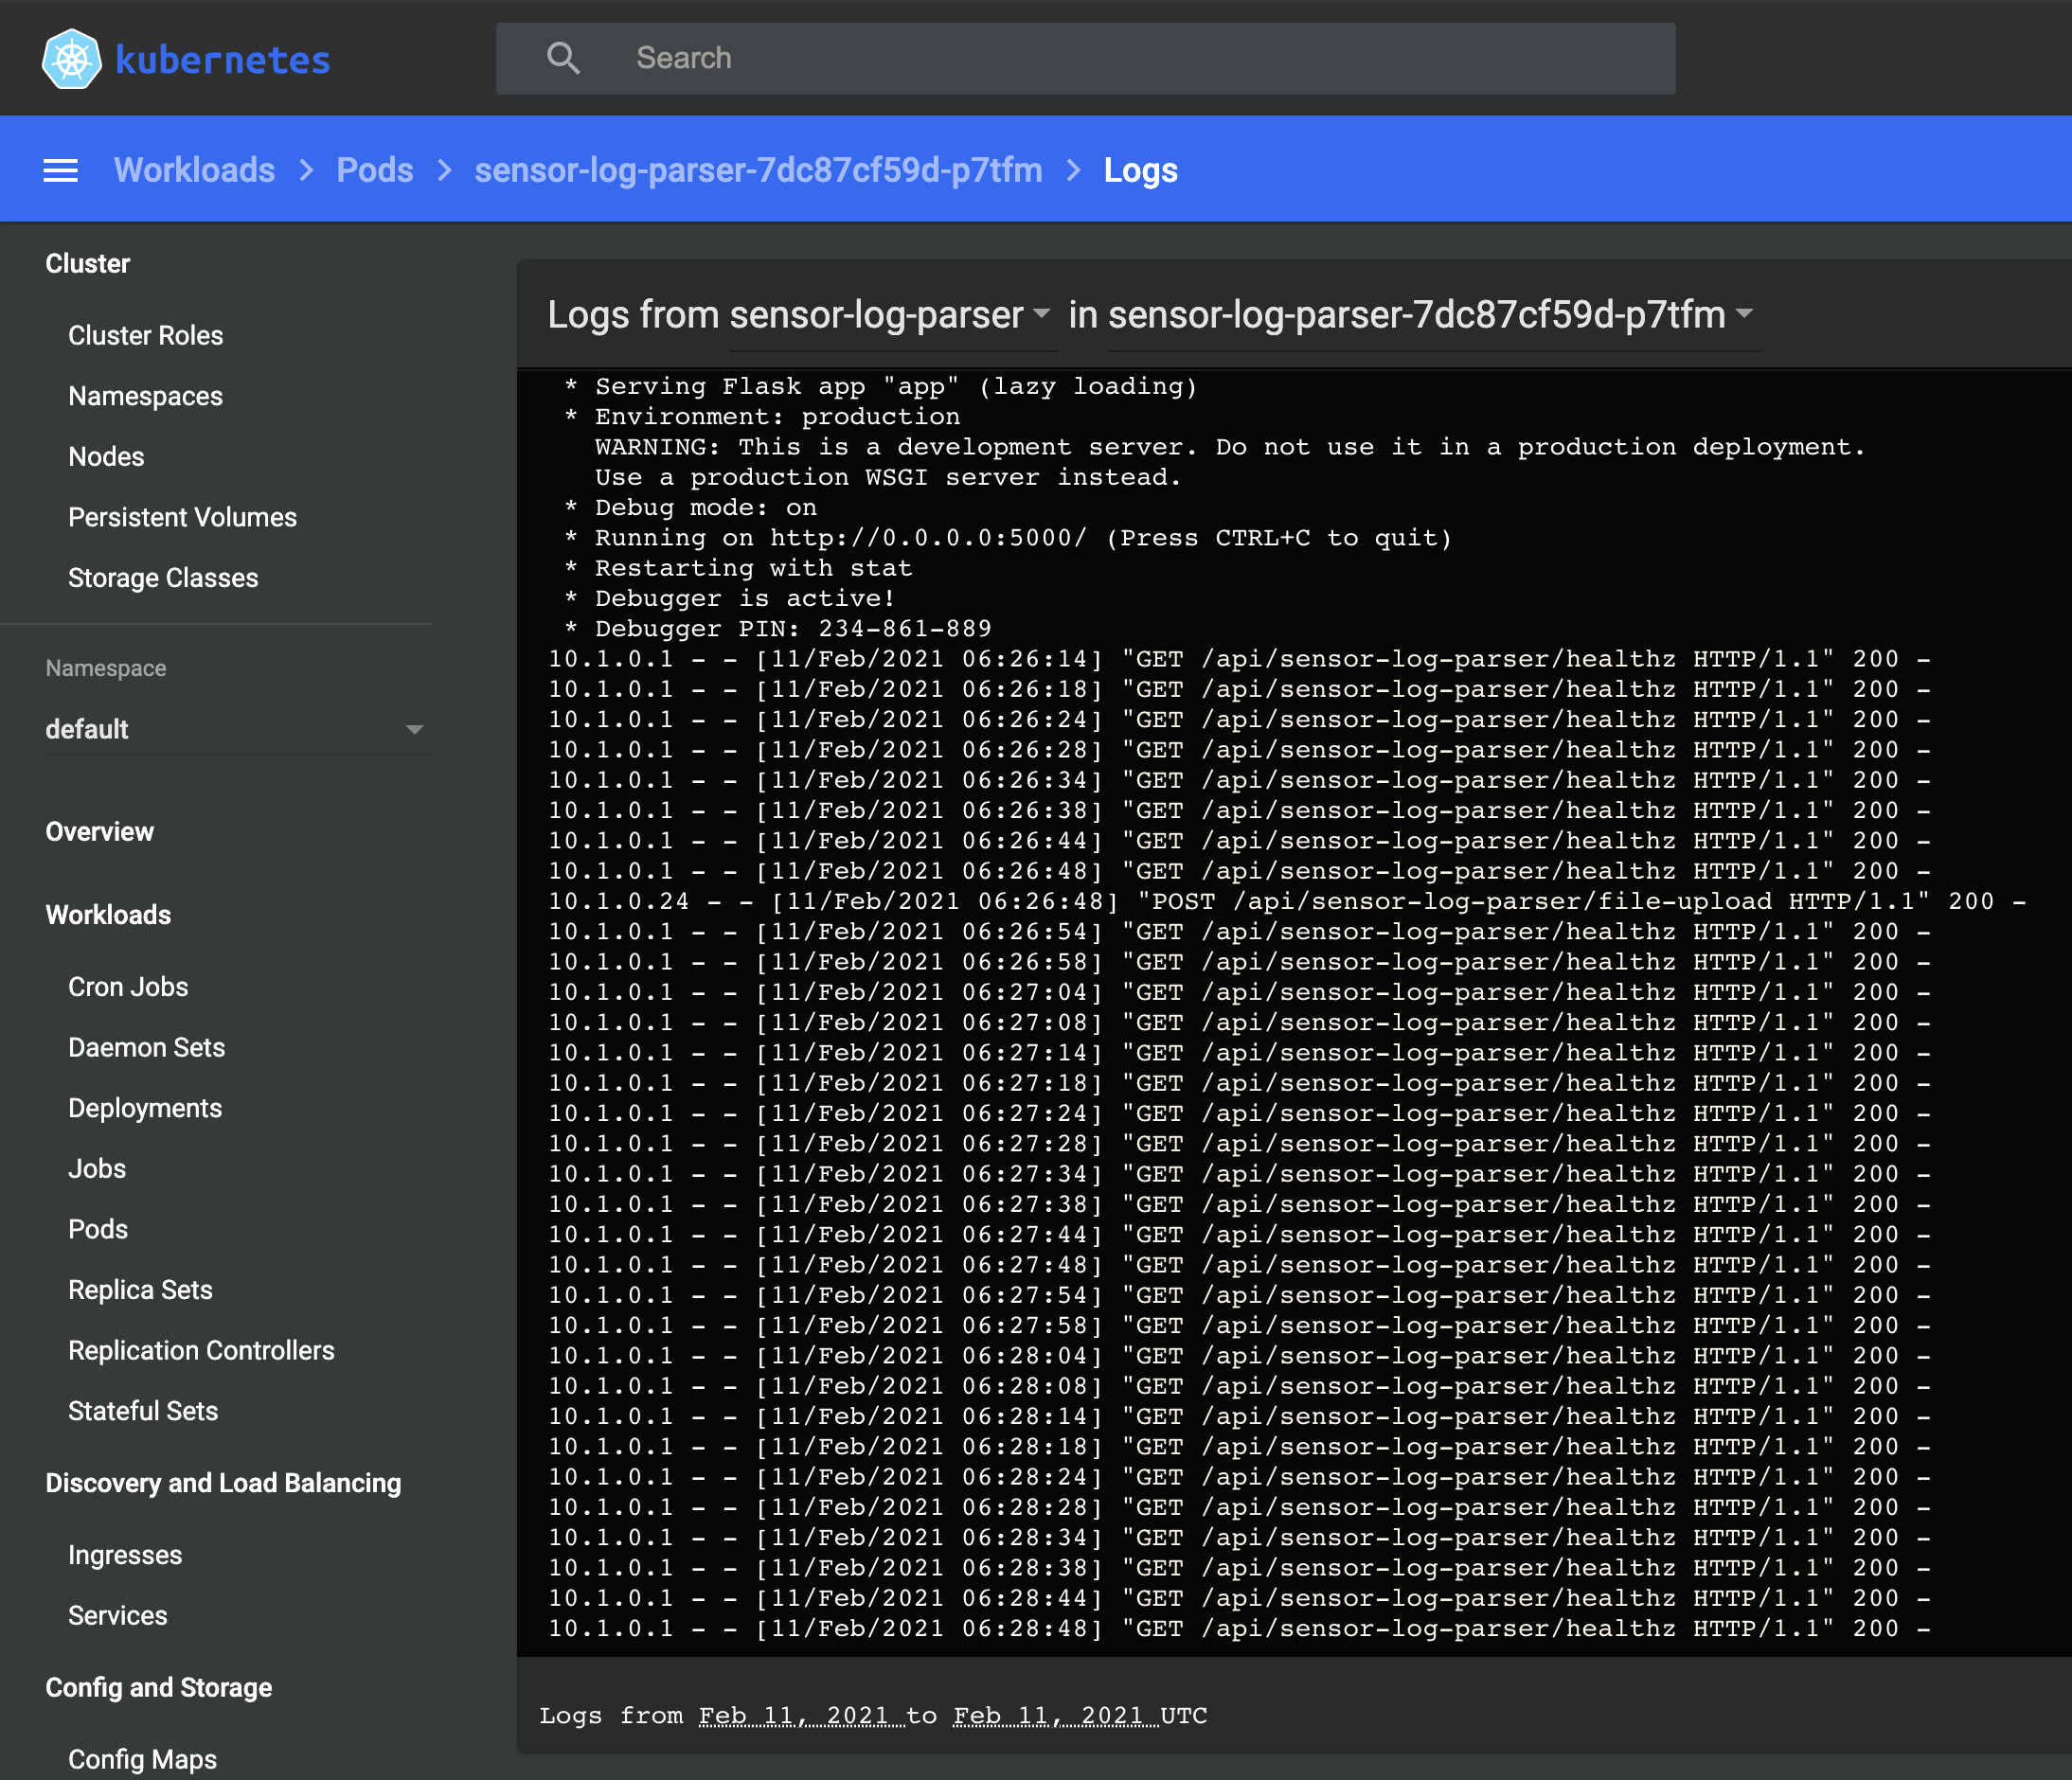 kubernetes
Search
Workloads > Pods > sensor-log-parser-7dc87cf59d-p7tfm > Logs
Cluster
Cluster Roles
Namespaces
Nodes
Persistent Volumes
Storage Classes
Namespace
default
Overview
Workloads
Cron Jobs
Daemon Sets
Deployments
Jobs
Pods
Replica Sets
Replication Controllers
Stateful Sets
Discovery and Load Balancing
Ingresses
Services
Config and Storage
Config Maps
Logs from sensor-log-parser in sensor-log-parser-7dc87cf59d-p7tfm
* Serving Flask app "app" (lazy loading)
* Environment: production
WARNING: This is a development server. Do not use it in a production deployment.
Use a production WSGI server instead.
* Debug mode: on
* Running on http://0.0.0.0:5000/ (Press CTRL+C to quit)
* Restarting with stat
* Debugger is active!
* Debugger PIN: 234-861-889
10.1.0.1 - - [11/Feb/2021 06:26:14] "GET /api/sensor-log-parser/healthz HTTP/1.1" 200 -
10.1.0.1 - - [11/Feb/2021 06:26:18] "GET /api/sensor-log-parser/healthz HTTP/1.1" 200 -
10.1.0.1 - - [11/Feb/2021 06:26:24] "GET /api/sensor-log-parser/healthz HTTP/1.1" 200 -
10.1.0.1 - - [11/Feb/2021 06:26:28] "GET /api/sensor-log-parser/healthz HTTP/1.1" 200 -
10.1.0.1 - - [11/Feb/2021 06:26:34] "GET /api/sensor-log-parser/healthz HTTP/1.1" 200 -
10.1.0.1 - - [11/Feb/2021 06:26:38] "GET /api/sensor-log-parser/healthz HTTP/1.1" 200 -
10.1.0.1 - - [11/Feb/2021 06:26:44] "GET /api/sensor-log-parser/healthz HTTP/1.1" 200 -
10.1.0.1 - - [11/Feb/2021 06:26:48] "GET /api/sensor-log-parser/healthz HTTP/1.1" 200 -
10.1.0.24 - - [11/Feb/2021 06:26:48] "POST /api/sensor-log-parser/file-upload HTTP/1.1" 200 -
10.1.0.1 - - [11/Feb/2021 06:26:54] "GET /api/sensor-log-parser/healthz HTTP/1.1" 200 -
10.1.0.1 - - [11/Feb/2021 06:26:58] "GET /api/sensor-log-parser/healthz HTTP/1.1" 200 -
10.1.0.1 - - [11/Feb/2021 06:27:04] "GET /api/sensor-log-parser/healthz HTTP/1.1" 200 -
10.1.0.1 - - [11/Feb/2021 06:27:08] "GET /api/sensor-log-parser/healthz HTTP/1.1" 200 -
10.1.0.1 - - [11/Feb/2021 06:27:14] "GET /api/sensor-log-parser/healthz HTTP/1.1" 200 -
10.1.0.1 - - [11/Feb/2021 06:27:18] "GET /api/sensor-log-parser/healthz HTTP/1.1" 200 -
10.1.0.1 - - [11/Feb/2021 06:27:24] "GET /api/sensor-log-parser/healthz HTTP/1.1" 200 -
10.1.0.1 - - [11/Feb/2021 06:27:28] "GET /api/sensor-log-parser/healthz HTTP/1.1" 200 -
10.1.0.1 - - [11/Feb/2021 06:27:34] "GET /api/sensor-log-parser/healthz HTTP/1.1" 200 -
10.1.0.1 - - [11/Feb/2021 06:27:38] "GET /api/sensor-log-parser/healthz HTTP/1.1" 200 -
10.1.0.1 - - [11/Feb/2021 06:27:44] "GET /api/sensor-log-parser/healthz HTTP/1.1" 200 -
10.1.0.1 - - [11/Feb/2021 06:27:48] "GET /api/sensor-log-parser/healthz HTTP/1.1" 200 -
10.1.0.1 - - [11/Feb/2021 06:27:54] "GET /api/sensor-log-parser/healthz HTTP/1.1" 200 -
10.1.0.1 - - [11/Feb/2021 06:27:58] "GET /api/sensor-log-parser/healthz HTTP/1.1" 200 -
10.1.0.1 - - [11/Feb/2021 06:28:04] "GET /api/sensor-log-parser/healthz HTTP/1.1" 200 -
10.1.0.1 - - [11/Feb/2021 06:28:08] "GET /api/sensor-log-parser/healthz HTTP/1.1" 200 -
10.1.0.1 - - [11/Feb/2021 06:28:14] "GET /api/sensor-log-parser/healthz HTTP/1.1" 200 -
10.1.0.1 - - [11/Feb/2021 06:28:18] "GET /api/sensor-log-parser/healthz HTTP/1.1" 200 -
10.1.0.1 - - [11/Feb/2021 06:28:24] "GET /api/sensor-log-parser/healthz HTTP/1.1" 200 -
10.1.0.1 - - [11/Feb/2021 06:28:28] "GET /api/sensor-log-parser/healthz HTTP/1.1" 200 -
10.1.0.1 - - [11/Feb/2021 06:28:34] "GET /api/sensor-log-parser/healthz HTTP/1.1" 200 -
10.1.0.1 - - [11/Feb/2021 06:28:38] "GET /api/sensor-log-parser/healthz HTTP/1.1" 200 -
10.1.0.1 - - [11/Feb/2021 06:28:44] "GET /api/sensor-log-parser/healthz HTTP/1.1" 200 -
10.1.0.1 - - [11/Feb/2021 06:28:48] "GET /api/sensor-log-parser/healthz HTTP/1.1" 200 -
Logs from Feb 11, 2021 to Feb 11, 2021 UTC